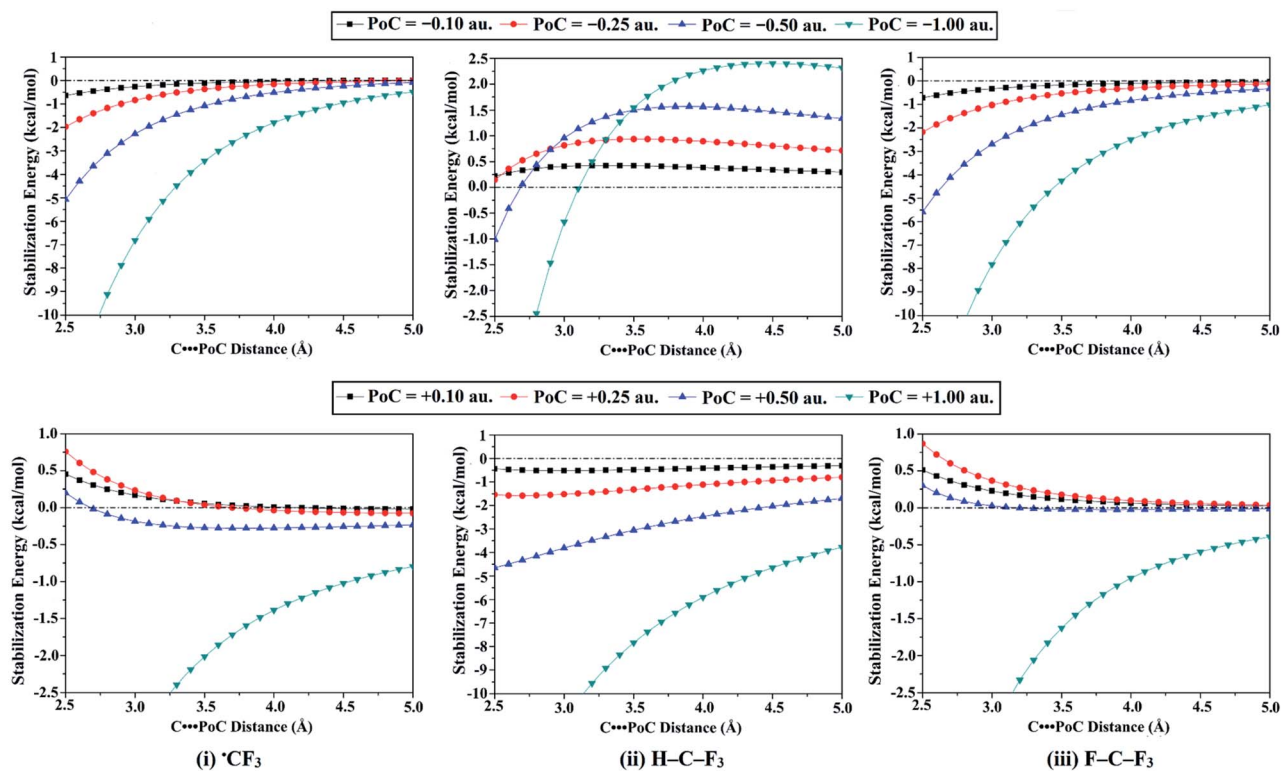 PoC = −0.10 au. PoC = −0.25 au. PoC = −0.50 au. PoC = −1.00 au.
Stabilization Energy (kcal/mol)
1
0
-1
-2
-3
-4
-5
-6
-7
-8
-9
-10
2.5 3.0 3.5 4.0 4.5 5.0
C•••PoC Distance (Å)
Stabilization Energy (kcal/mol)
2.5
2.0
1.5
1.0
0.5
0.0
-0.5
-1.0
-1.5
-2.0
-2.5
2.5 3.0 3.5 4.0 4.5 5.0
C•••PoC Distance (Å)
Stabilization Energy (kcal/mol)
1
0
-1
-2
-3
-4
-5
-6
-7
-8
-9
-10
2.5 3.0 3.5 4.0 4.5 5.0
C•••PoC Distance (Å)
PoC = +0.10 au. PoC = +0.25 au. PoC = +0.50 au. PoC = +1.00 au.
Stabilization Energy (kcal/mol)
1.0
0.5
0.0
-0.5
-1.0
-1.5
-2.0
-2.5
2.5 3.0 3.5 4.0 4.5 5.0
C•••PoC Distance (Å)
(i) •CF3
Stabilization Energy (kcal/mol)
1
0
-1
-2
-3
-4
-5
-6
-7
-8
-9
-10
2.5 3.0 3.5 4.0 4.5 5.0
C•••PoC Distance (Å)
(ii) H–C–F3
Stabilization Energy (kcal/mol)
1.0
0.5
0.0
-0.5
-1.0
-1.5
-2.0
-2.5
2.5 3.0 3.5 4.0 4.5 5.0
C•••PoC Distance (Å)
(iii) F–C–F3